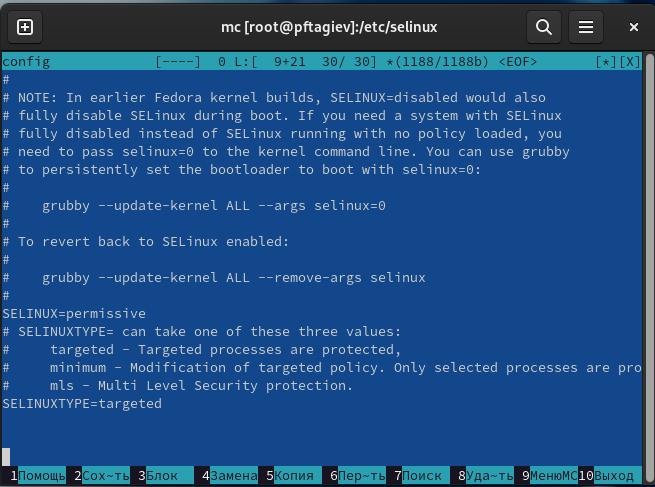 mc [root@pftagiev]:/etc/selinux
config [----] 0 L:[ 9+21 30/ 30] *(1188/1188b) <EOF> [*][X]
#
# NOTE: In earlier Fedora kernel builds, SELINUX=disabled would also
# fully disable SELinux during boot. If you need a system with SELinux
# fully disabled instead of SELinux running with no policy loaded, you
# need to pass selinux=0 to the kernel command line. You can use grubby
# to persistently set the bootloader to boot with selinux=0:
#
#    grubby --update-kernel ALL --args selinux=0
#
# To revert back to SELinux enabled:
#
#    grubby --update-kernel ALL --remove-args selinux
#
SELINUX=permissive
# SELINUXTYPE= can take one of these three values:
#     targeted - Targeted processes are protected,
#     minimum - Modification of targeted policy. Only selected processes are pro
#     mls - Multi Level Security protection.
SELINUXTYPE=targeted
1Помощь 2Сох~ть 3Блок 4Замена 5Копия 6Пер~ть 7Поиск 8Уда~ть 9МенюMC 10Выход